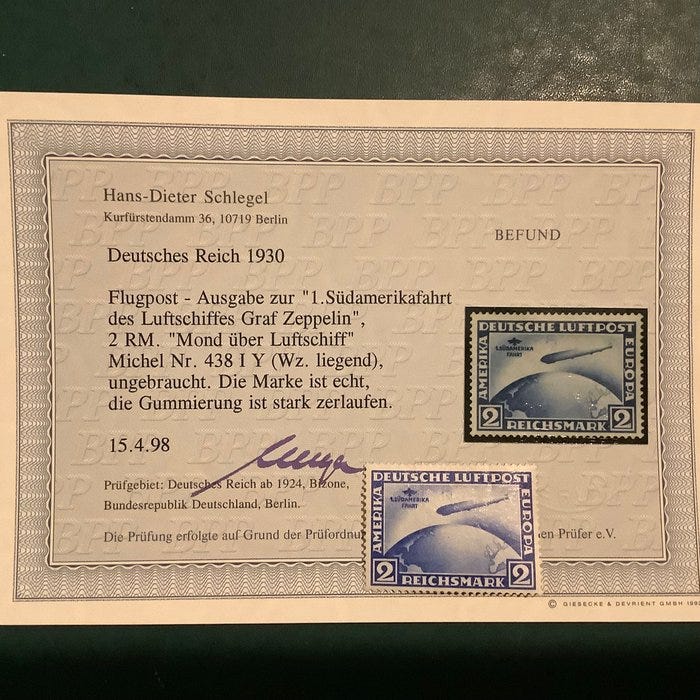 Hans-Dieter Schlegel
Kurfürstendamm 36, 10719 Berlin
BEFUND
Deutsches Reich 1930
Flugpost - Ausgabe zur "1.Südamerikafahrt
des Luftschiffes Graf Zeppelin",
2 RM. "Mond über Luftschiff"
Michel Nr. 438 I Y (Wz. liegend),
ungebraucht. Die Marke ist echt,
die Gummierung ist stark zerlaufen.
15.4.98
Prüfgebiet: Deutsches Reich ab 1924, Bizone,
Bundesrepublik Deutschland, Berlin.
Die Prüfung erfolgte auf Grund der Prüfordnu
en Prüfer e.V.
© GIESECKE & DEVRIENT GMBH
DEUTSCHE LUFTPOST
AMERIKA
1.SÜDAMERIKA
FAHRT
EUROPA
2 REICHSMARK 2
DEUTSCHE LUFTPOST
AMERIKA
1.SÜDAMERIKA
FAHRT
EUROPA
2 REICHSMARK 2
BPP